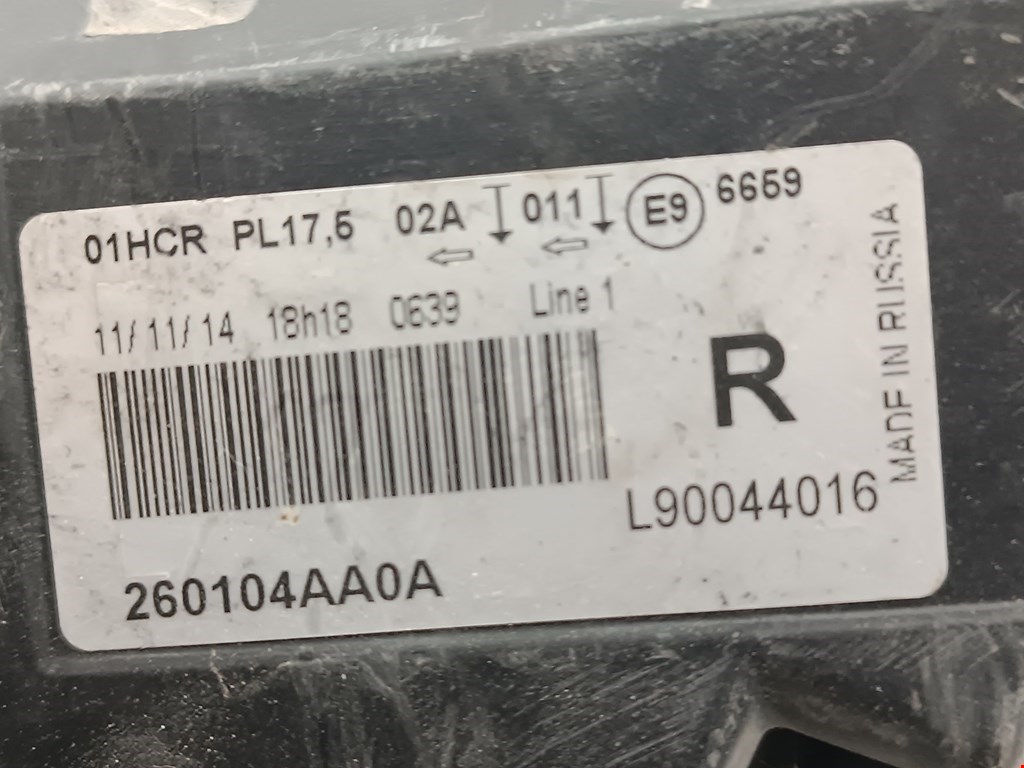 01HCR PL17,5 02A 011 E9 6659
11/11/14 18h18 0639 Line 1
R
L90044016
260104AA0A
MADE IN RUSSIA